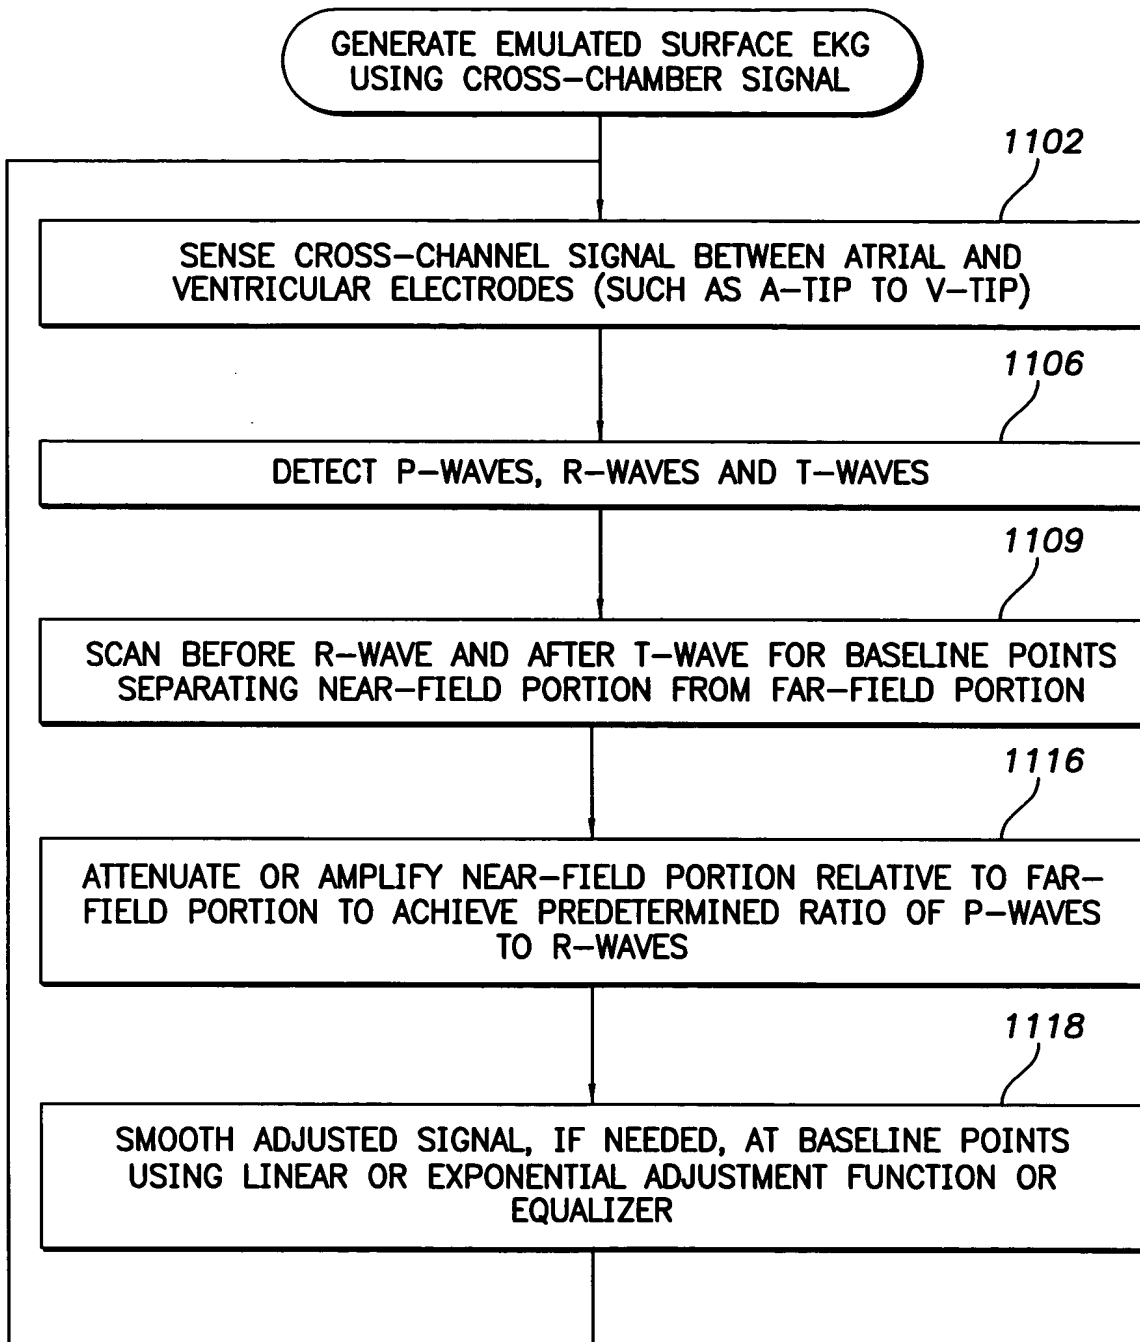 GENERATE EMULATED SURFACE EKG
USING CROSS-CHAMBER SIGNAL
1102
SENSE CROSS-CHANNEL SIGNAL BETWEEN ATRIAL AND
VENTRICULAR ELECTRODES (SUCH AS A-TIP TO V-TIP)
1106
DETECT P-WAVES, R-WAVES AND T-WAVES
1109
SCAN BEFORE R-WAVE AND AFTER T-WAVE FOR BASELINE POINTS
SEPARATING NEAR-FIELD PORTION FROM FAR-FIELD PORTION
1116
ATTENUATE OR AMPLIFY NEAR-FIELD PORTION RELATIVE TO FAR-
FIELD PORTION TO ACHIEVE PREDETERMINED RATIO OF P-WAVES
TO R-WAVES
1118
SMOOTH ADJUSTED SIGNAL, IF NEEDED, AT BASELINE POINTS
USING LINEAR OR EXPONENTIAL ADJUSTMENT FUNCTION OR
EQUALIZER